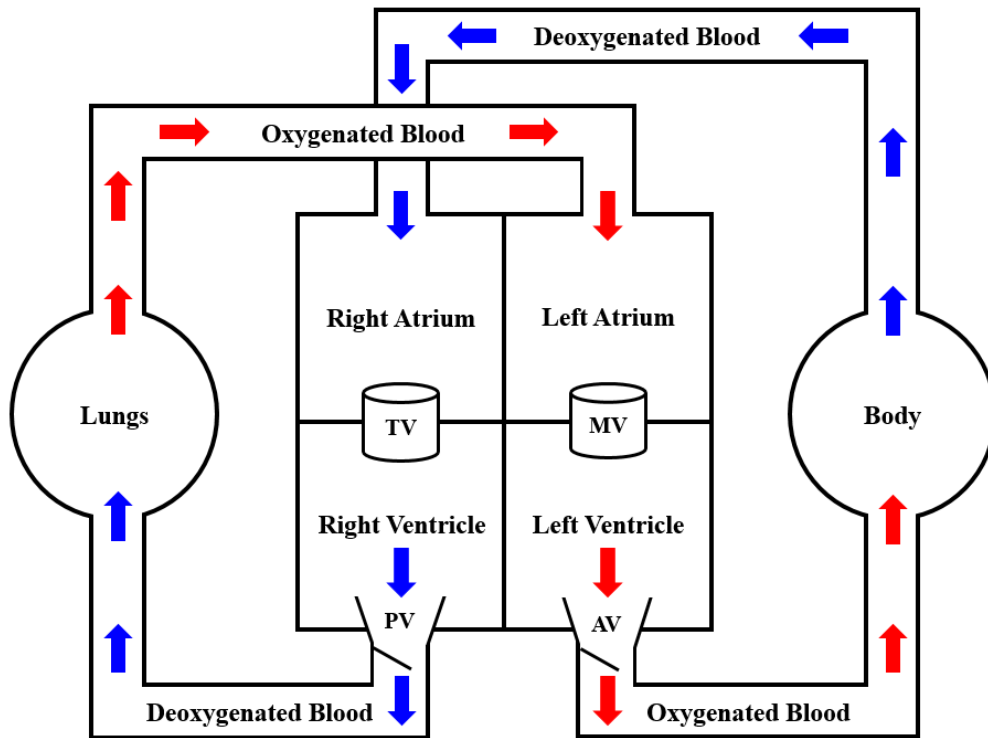 Deoxygenated Blood
Oxygenated Blood
Right Atrium
Left Atrium
Lungs
TV
MV
Body
Right Ventricle
Left Ventricle
PV
AV
Deoxygenated Blood
Oxygenated Blood